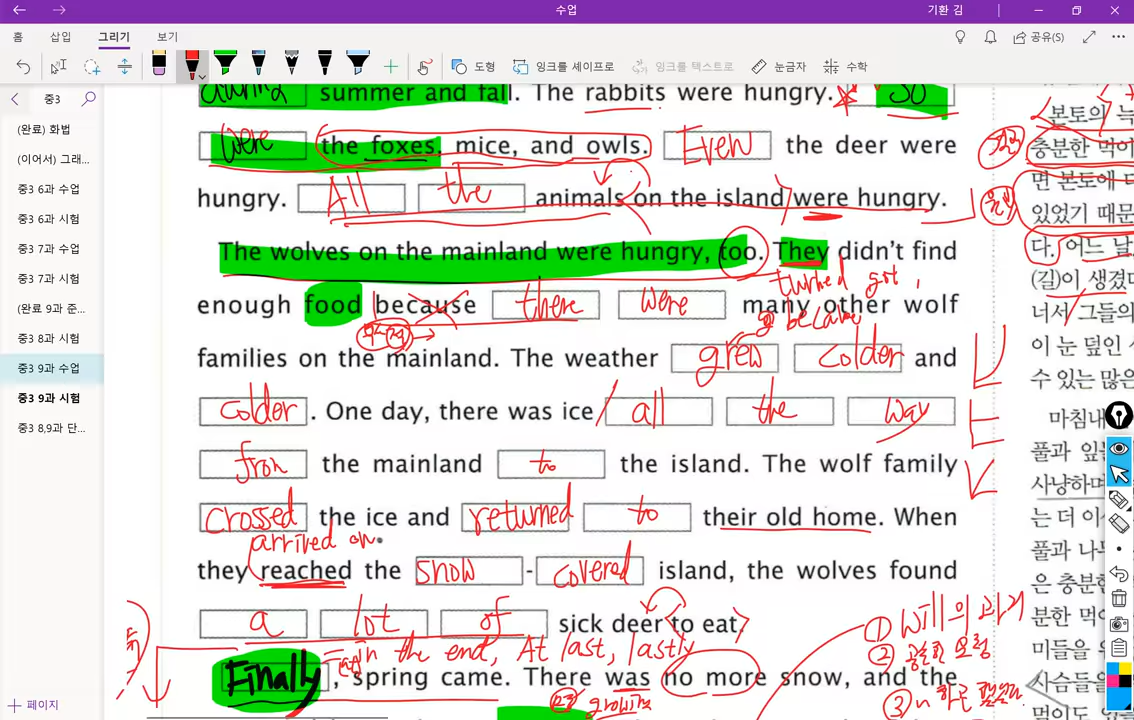 수업
기환 김
홈 삽입 그리기 보기
도형 잉크를 셰이프로 잉크를 텍스트로 눈금자 수학 공유(S)
중3
(완료) 화법
(이어서) 그래...
중3 6과 수업
중3 6과 시험
중3 7과 수업
중3 7과 시험
(완료 9과 준...
중3 8과 시험
중3 9과 수업
중3 9과 시험
중3 8,9과 단...
페이지
during summer and fall. The rabbits were hungry. So
were the foxes, mice, and owls. Even the deer were
hungry. All the animals on the island were hungry.
The wolves on the mainland were hungry, too. They didn't find
turned got
enough food because there were many other wolf
became
families on the mainland. The weather grew colder and
colder. One day, there was ice all the way
from the mainland to the island. The wolf family
crossed the ice and returned to their old home. When
arrived on
they reached the snow-covered island, the wolves found
a lot of sick deer to eat
in the end, At last, lastly
Finally, spring came. There was no more snow, and the
① will의 과거
②
③
본토의 늑
충분한 먹이
면 본토에 다
있었기 때문
다. 어느 날
(길)이 생겼다
너서 그들의
이 눈 덮인 섬
수 있는 많은
마침내
풀과 잎
사냥하며
는 더 이
풀과 나무
은 충분한
분한 먹이
미들을
사슴들을
먹이도